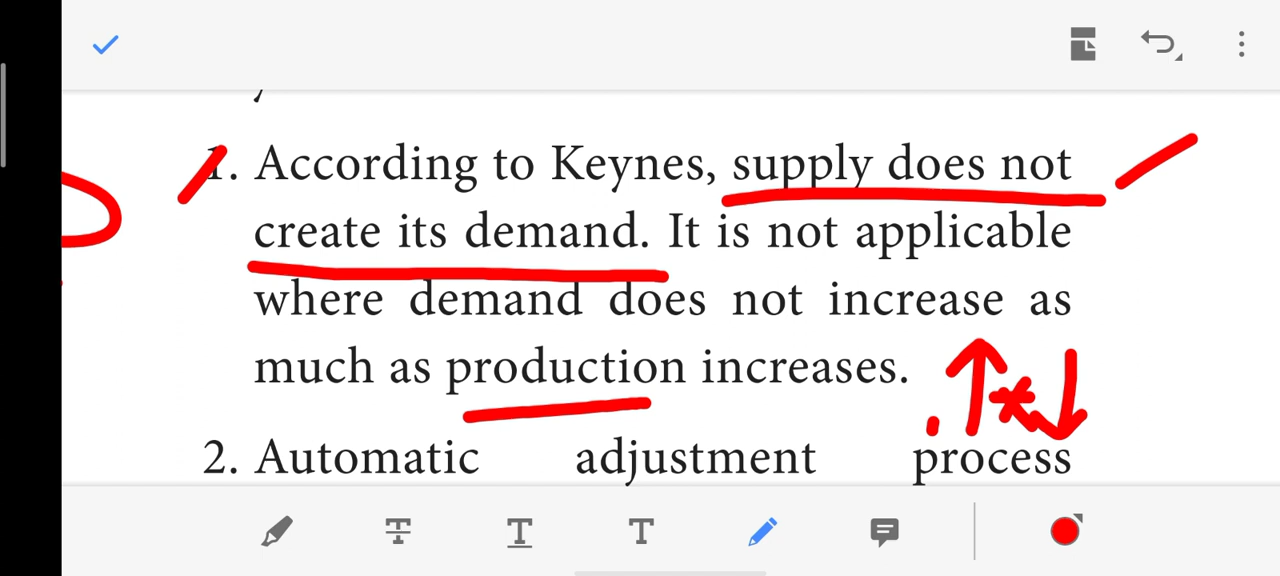 1. According to Keynes, supply does not
create its demand. It is not applicable
where demand does not increase as
much as production increases.
2. Automatic adjustment process